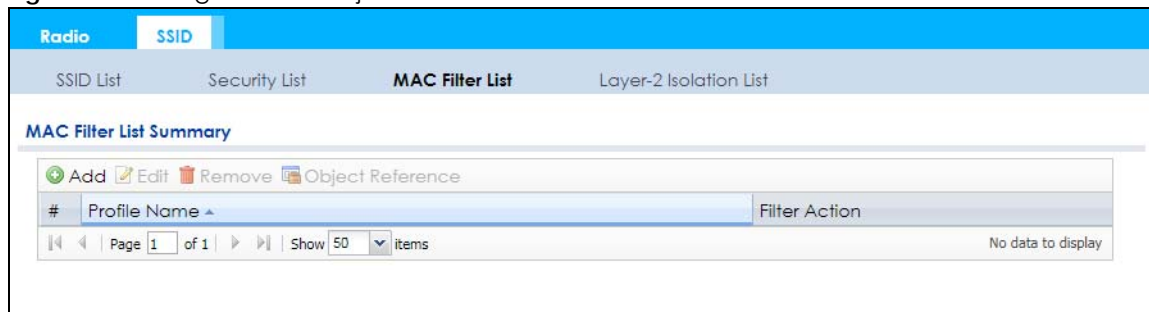 Radio SSID
SSID List Security List MAC Filter List Layer-2 Isolation List
MAC Filter List Summary
Add Edit Remove Object Reference
# Profile Name Filter Action
Page 1 of 1 Show 50 items No data to display